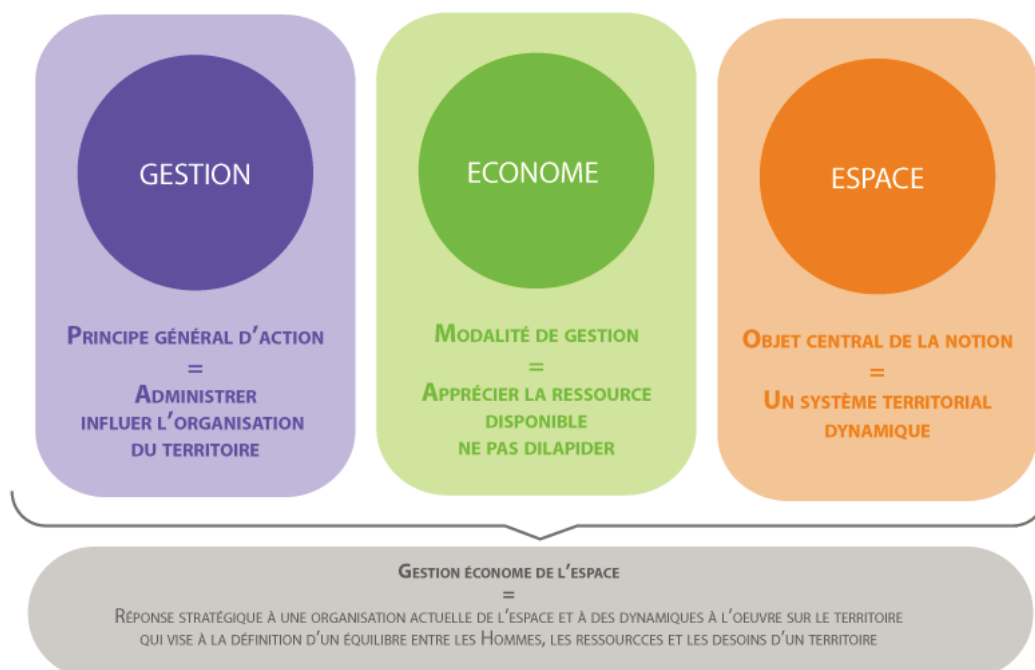 GESTION
PRINCIPE GÉNÉRAL D'ACTION
=
ADMINISTRER
INFLUER L'ORGANISATION
DU TERRITOIRE
ECONOME
MODALITÉ DE GESTION
=
APPRÉCIER LA RESSOURCE
DISPONIBLE
NE PAS DILAPIDER
ESPACE
OBJET CENTRAL DE LA NOTION
=
UN SYSTÈME TERRITORIAL
DYNAMIQUE
GESTION ÉCONOME DE L'ESPACE
=
RÉPONSE STRATÉGIQUE À UNE ORGANISATION ACTUELLE DE L'ESPACE ET À DES DYNAMIQUES À L'OEUVRE SUR LE TERRITOIRE
QUI VISE À LA DÉFINITION D'UN ÉQUILIBRE ENTRE LES HOMMES, LES RESSOURCCES ET LES DESOINS D'UN TERRITOIRE